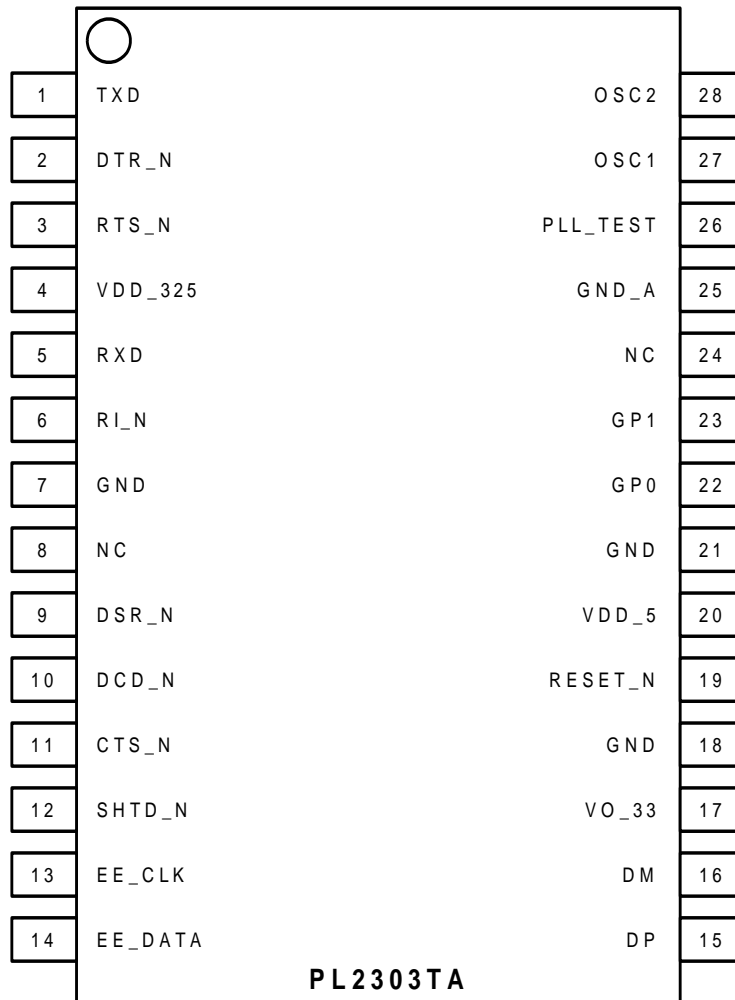 1 TXD OSC2 28
2 DTR_N OSC1 27
3 RTS_N PLL_TEST 26
4 VDD_325 GND_A 25
5 RXD NC 24
6 RI_N GP1 23
7 GND GP0 22
8 NC GND 21
9 DSR_N VDD_5 20
10 DCD_N RESET_N 19
11 CTS_N GND 18
12 SHTD_N VO_33 17
13 EE_CLK DM 16
14 EE_DATA DP 15
PL2303TA